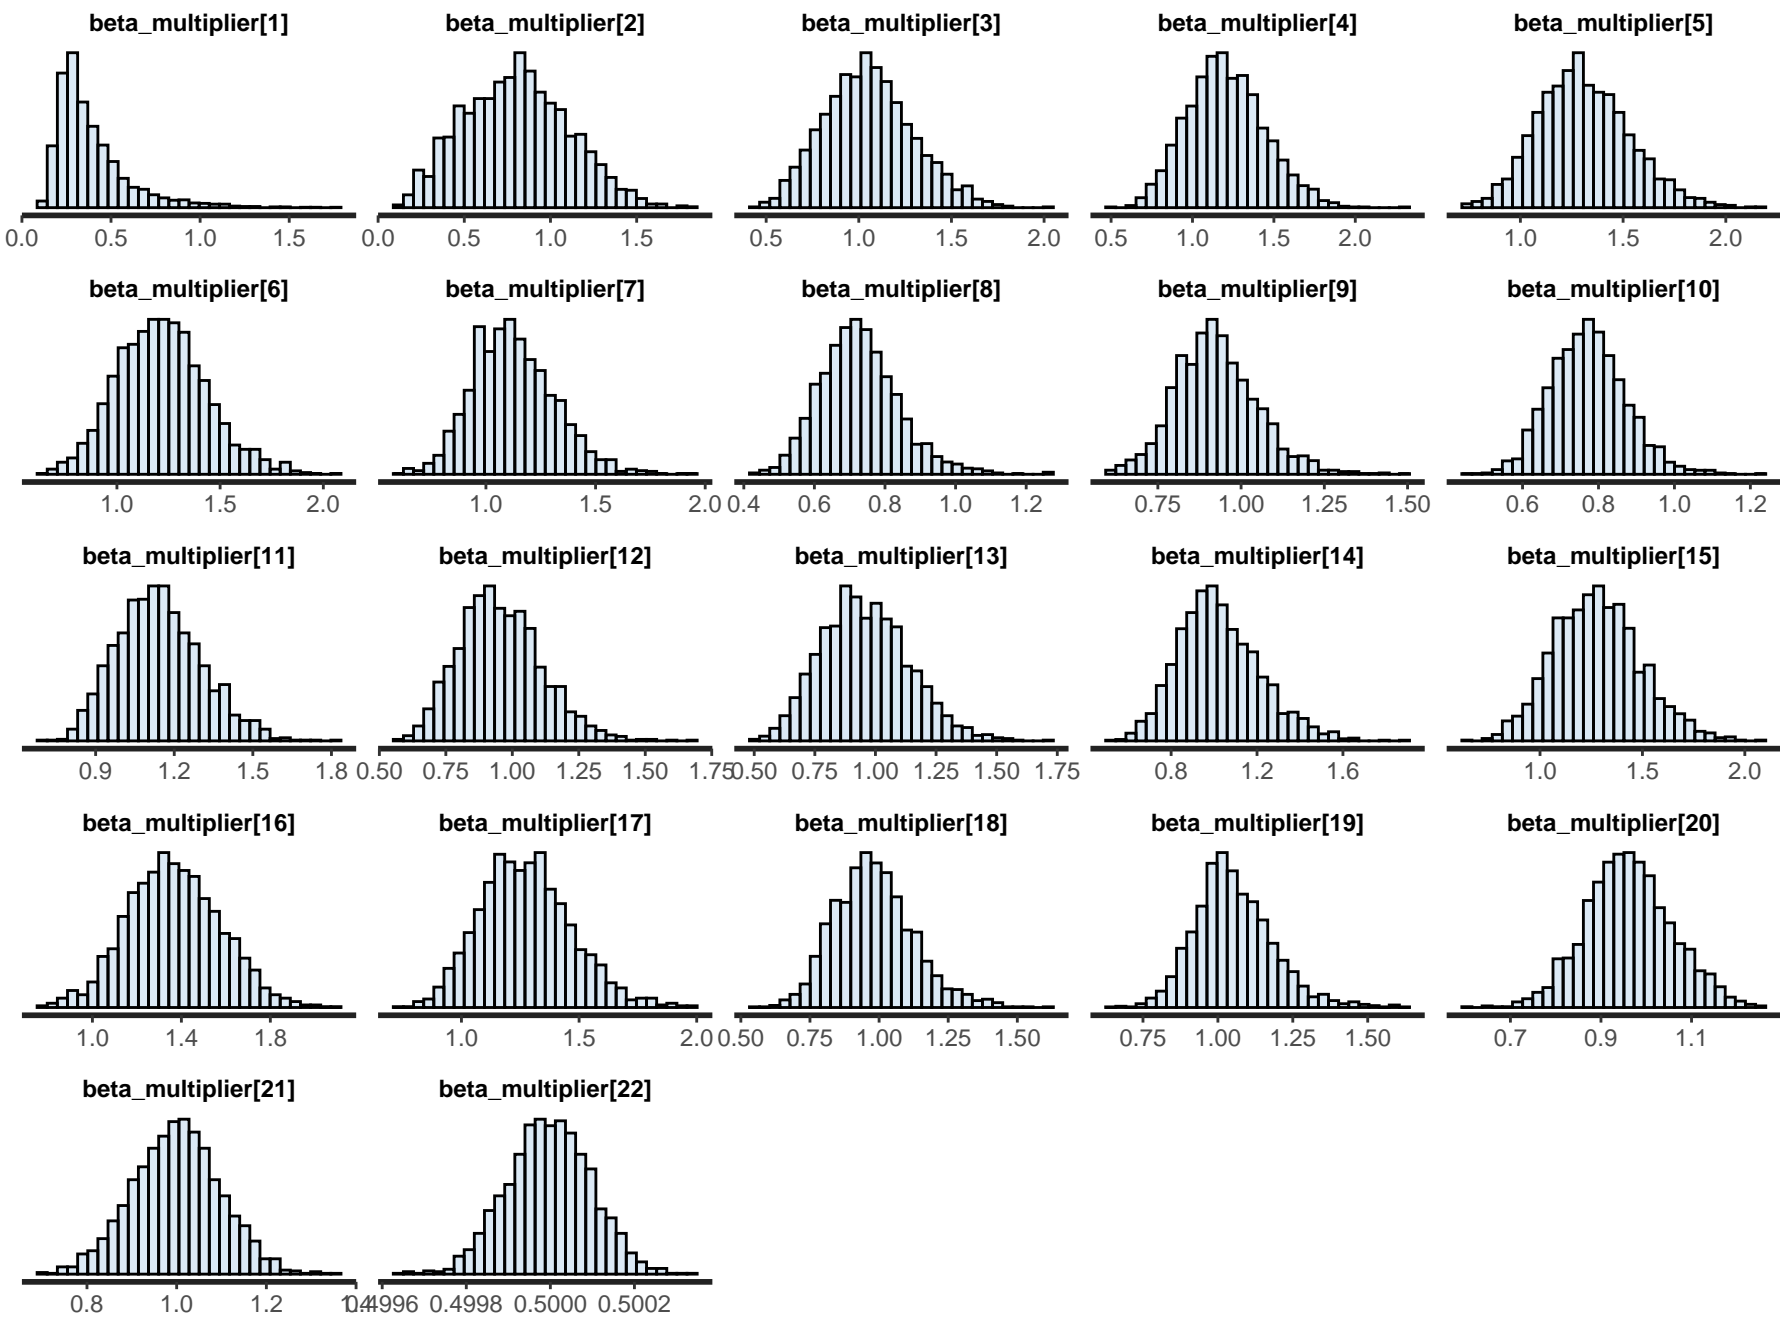 beta_multiplier[1] beta_multiplier[2] beta_multiplier[3] beta_multiplier[4] beta_multiplier[5]
0.0 0.5 1.0 1.5 0.0 0.5 1.0 1.5 0.5 1.0 1.5 2.0 0.5 1.0 1.5 2.0 1.0 1.5 2.0
beta_multiplier[6] beta_multiplier[7] beta_multiplier[8] beta_multiplier[9] beta_multiplier[10]
1.0 1.5 2.0 1.0 1.5 2.0 0.4 0.6 0.8 1.0 1.2 0.75 1.00 1.25 1.50 0.6 0.8 1.0 1.2
beta_multiplier[11] beta_multiplier[12] beta_multiplier[13] beta_multiplier[14] beta_multiplier[15]
0.9 1.2 1.5 1.8 0.50 0.75 1.00 1.25 1.50 1.75 0.50 0.75 1.00 1.25 1.50 1.75 0.8 1.2 1.6 1.0 1.5 2.0
beta_multiplier[16] beta_multiplier[17] beta_multiplier[18] beta_multiplier[19] beta_multiplier[20]
1.0 1.4 1.8 1.0 1.5 2.0 0.50 0.75 1.00 1.25 1.50 0.75 1.00 1.25 1.50 0.7 0.9 1.1
beta_multiplier[21] beta_multiplier[22]
0.8 1.0 1.2 1.4 0.4996 0.4998 0.5000 0.5002